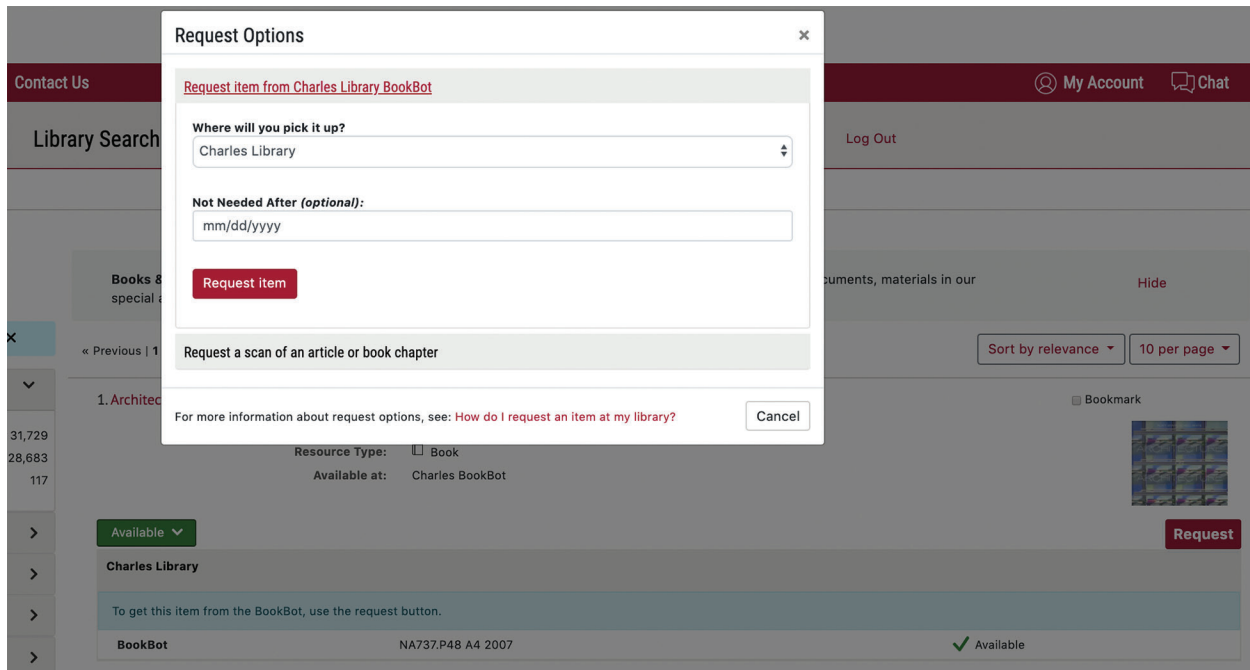 Request Options
×
Contact Us
My Account
Chat
Request item from Charles Library BookBot
Where will you pick it up?
Charles Library
Library Search
Log Out
Not Needed After (optional):
mm/dd/yyyy
Request item
Books &
cuments, materials in our
special
Hide
Request a scan of an article or book chapter
« Previous | 1
Sort by relevance
10 per page
1. Architec
Bookmark
For more information about request options, see: How do I request an item at my library?
Cancel
31,729
28,683
117
Resource Type: Book
Available at: Charles BookBot
Available
Request
Charles Library
To get this item from the BookBot, use the request button.
BookBot NA737.P48 A4 2007 Available